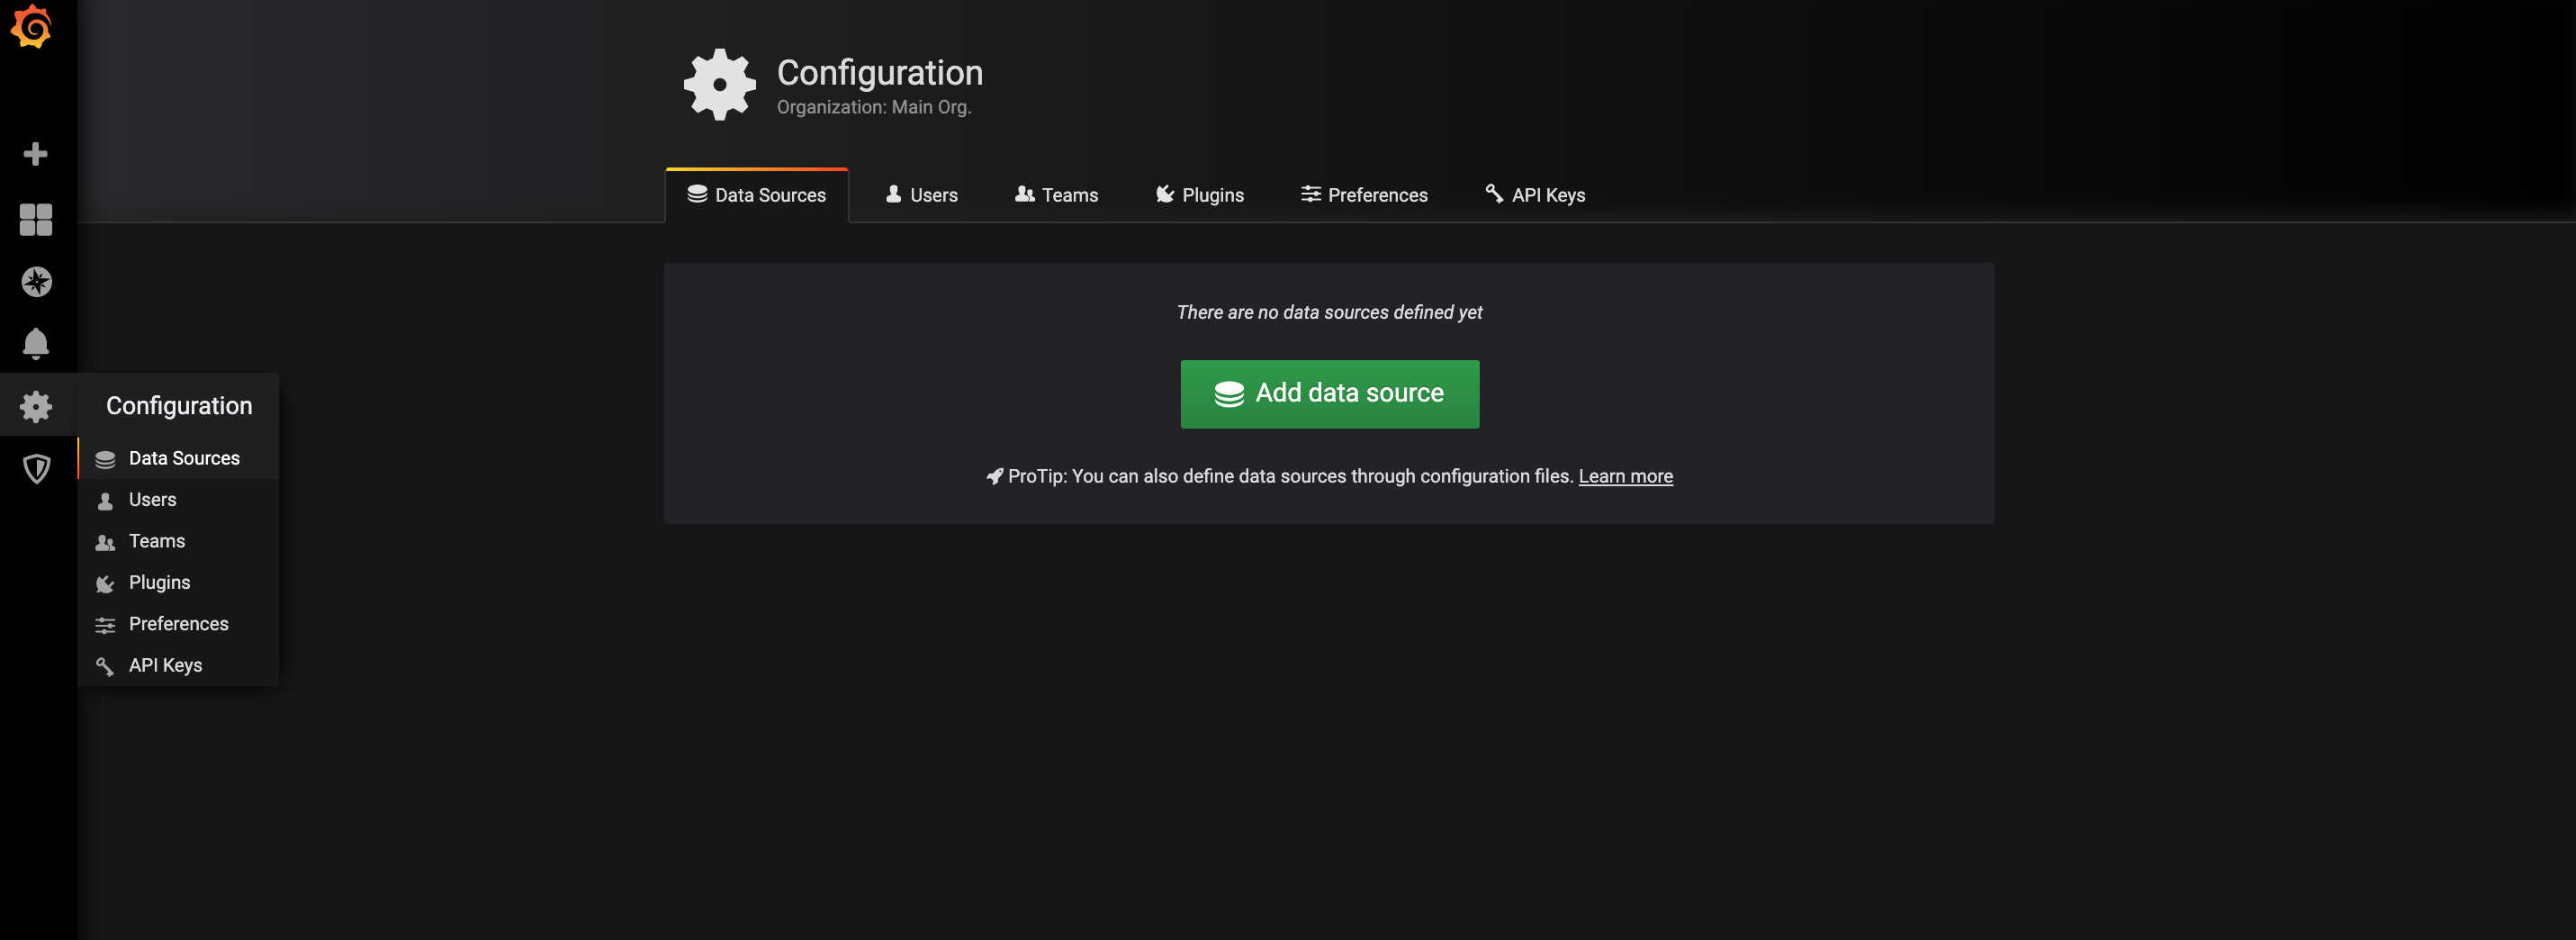 Configuration
Organization: Main Org.
Data Sources
Users
Teams
Plugins
Preferences
API Keys
There are no data sources defined yet
Add data source
ProTip: You can also define data sources through configuration files. Learn more
Configuration
Data Sources
Users
Teams
Plugins
Preferences
API Keys